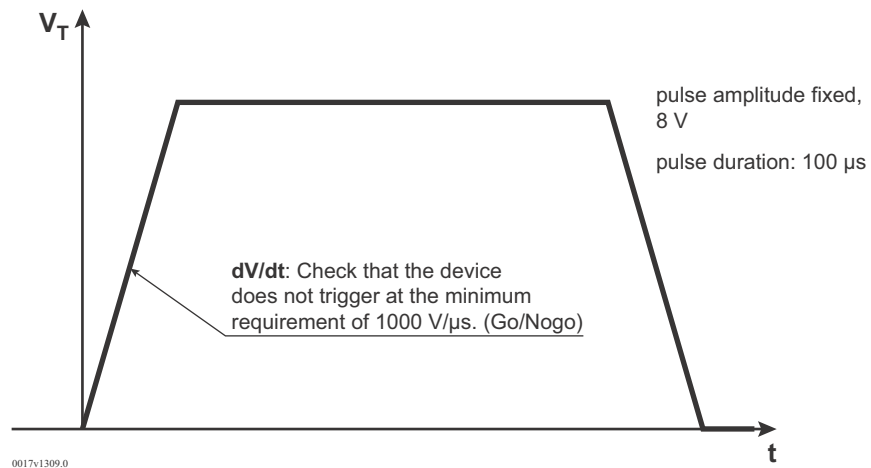 V_T
pulse amplitude fixed,
8 V
pulse duration: 100 µs
dV/dt: Check that the device
does not trigger at the minimum
requirement of 1000 V/µs. (Go/Nogo)
t
0017v1309.0